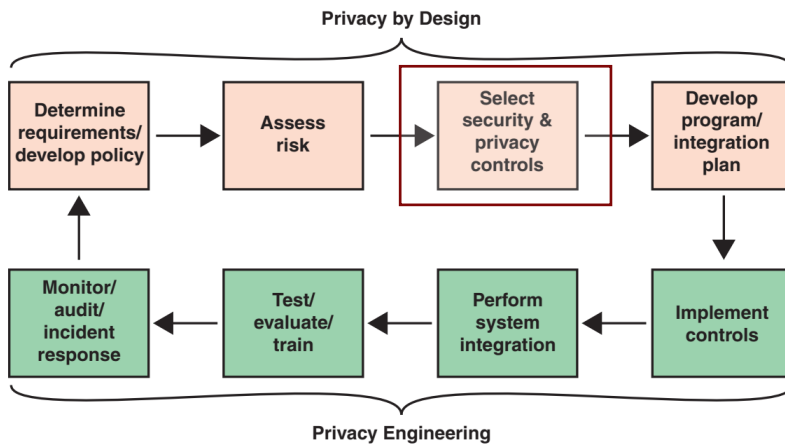 Privacy by Design
Determine
requirements/
develop policy
Assess
risk
Select
security &
privacy
controls
Develop
program/
integration
plan
Monitor/
audit/
incident
response
Test/
evaluate/
train
Perform
system
integration
Implement
controls
Privacy Engineering